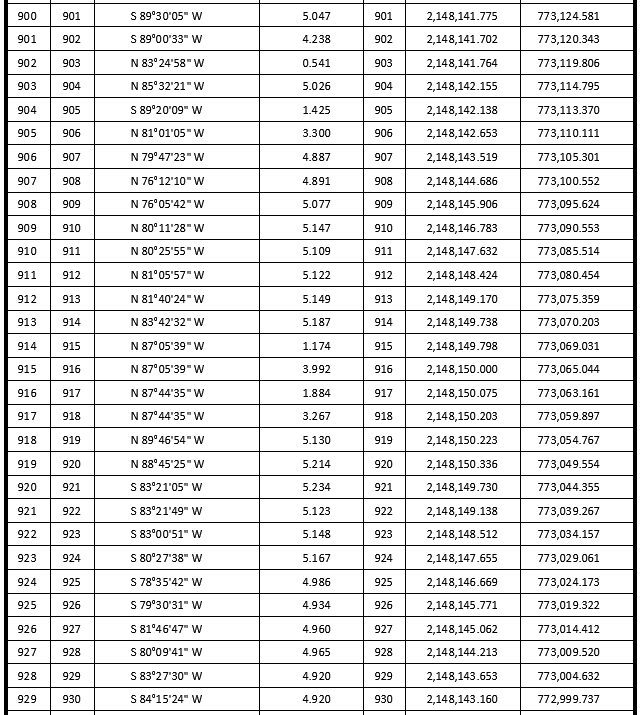 900 901 S 89°30'05" W 5.047 901 2,148,141.775 773,124.581
901 902 S 89°00'33" W 4.238 902 2,148,141.702 773,120.343
902 903 N 83°24'58" W 0.541 903 2,148,141.764 773,119.806
903 904 N 85°32'21" W 5.026 904 2,148,142.155 773,114.795
904 905 S 89°20'09" W 1.425 905 2,148,142.138 773,113.370
905 906 N 81°01'05" W 3.300 906 2,148,142.653 773,110.111
906 907 N 79°47'23" W 4.887 907 2,148,143.519 773,105.301
907 908 N 76°12'10" W 4.891 908 2,148,144.686 773,100.552
908 909 N 76°05'42" W 5.077 909 2,148,145.906 773,095.624
909 910 N 80°11'28" W 5.147 910 2,148,146.783 773,090.553
910 911 N 80°25'55" W 5.109 911 2,148,147.632 773,085.514
911 912 N 81°05'57" W 5.122 912 2,148,148.424 773,080.454
912 913 N 81°40'24" W 5.149 913 2,148,149.170 773,075.359
913 914 N 83°42'32" W 5.187 914 2,148,149.738 773,070.203
914 915 N 87°05'39" W 1.174 915 2,148,149.798 773,069.031
915 916 N 87°05'39" W 3.992 916 2,148,150.000 773,065.044
916 917 N 87°44'35" W 1.884 917 2,148,150.075 773,063.161
917 918 N 87°44'35" W 3.267 918 2,148,150.203 773,059.897
918 919 N 89°46'54" W 5.130 919 2,148,150.223 773,054.767
919 920 N 88°45'25" W 5.214 920 2,148,150.336 773,049.554
920 921 S 83°21'05" W 5.234 921 2,148,149.730 773,044.355
921 922 S 83°21'49" W 5.123 922 2,148,149.138 773,039.267
922 923 S 83°00'51" W 5.148 923 2,148,148.512 773,034.157
923 924 S 80°27'38" W 5.167 924 2,148,147.655 773,029.061
924 925 S 78°35'42" W 4.986 925 2,148,146.669 773,024.173
925 926 S 79°30'31" W 4.934 926 2,148,145.771 773,019.322
926 927 S 81°46'47" W 4.960 927 2,148,145.062 773,014.412
927 928 S 80°09'41" W 4.965 928 2,148,144.213 773,009.520
928 929 S 83°27'30" W 4.920 929 2,148,143.653 773,004.632
929 930 S 84°15'24" W 4.920 930 2,148,143.160 772,999.737